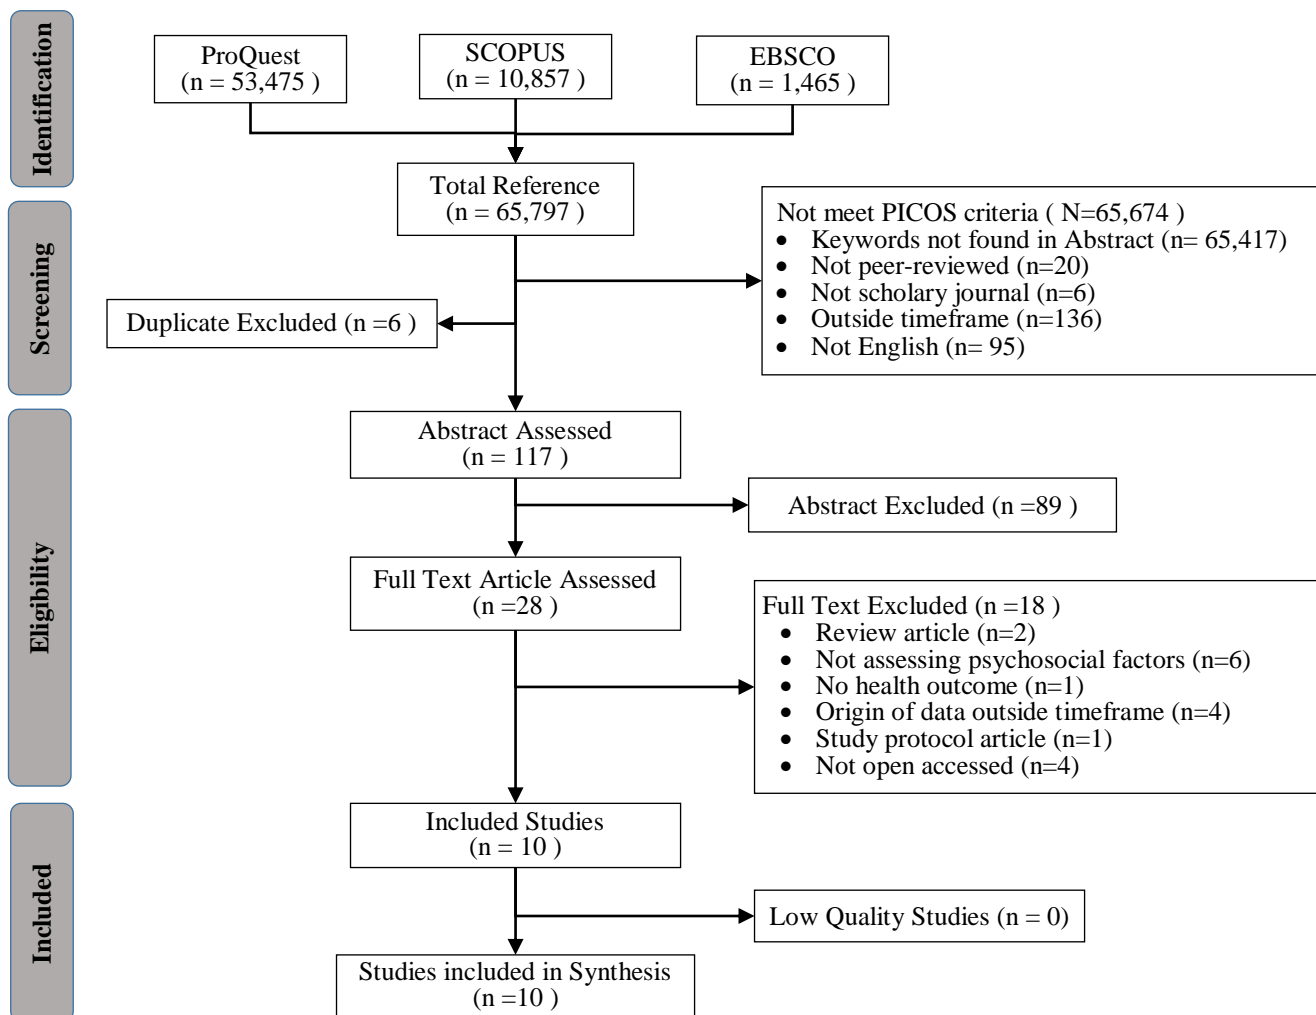 Identification
ProQuest
(n = 53,475 )
SCOPUS
(n = 10,857 )
EBSCO
(n = 1,465 )
Total Reference
(n = 65,797 )
Screening
Not meet PICOS criteria ( N=65,674 )
• Keywords not found in Abstract (n= 65,417)
• Not peer-reviewed (n=20)
• Not scholary journal (n=6)
• Outside timeframe (n=136)
• Not English (n= 95)
Duplicate Excluded (n =6 )
Eligibility
Abstract Assessed
(n = 117 )
Abstract Excluded (n =89 )
Full Text Article Assessed
(n =28 )
Full Text Excluded (n =18 )
• Review article (n=2)
• Not assessing psychosocial factors (n=6)
• No health outcome (n=1)
• Origin of data outside timeframe (n=4)
• Study protocol article (n=1)
• Not open accessed (n=4)
Included
Included Studies
(n = 10 )
Low Quality Studies (n = 0)
Studies included in Synthesis
(n =10 )